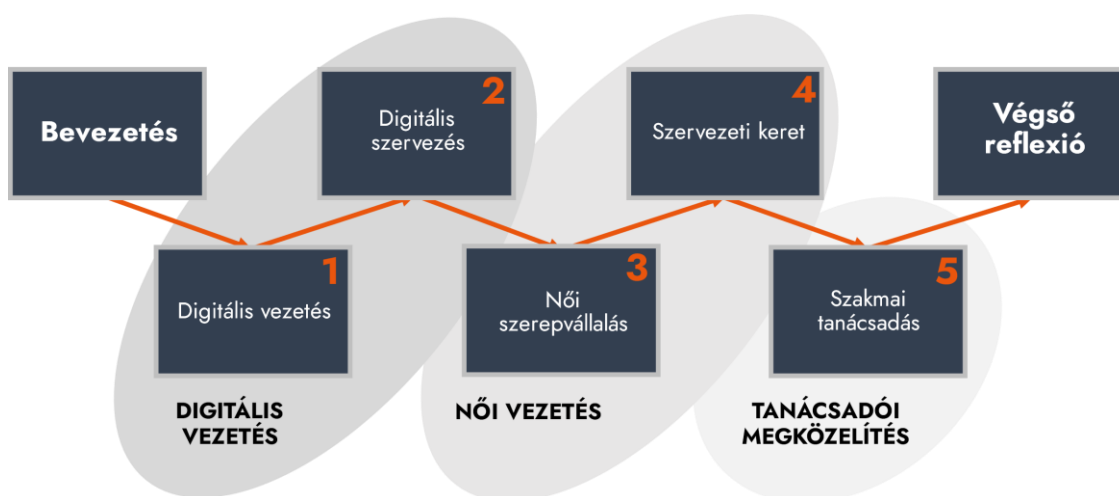 Bevezetés
1
Digitális vezetés
2
Digitális
szervezés
3
Női
szerepvállalás
4
Szervezeti keret
5
Szakmai
tanácsadás
Végső
reflexió
DIGITÁLIS
VEZETÉS
NŐI VEZETÉS
TANÁCSADÓI
MEGKÖZELÍTÉS